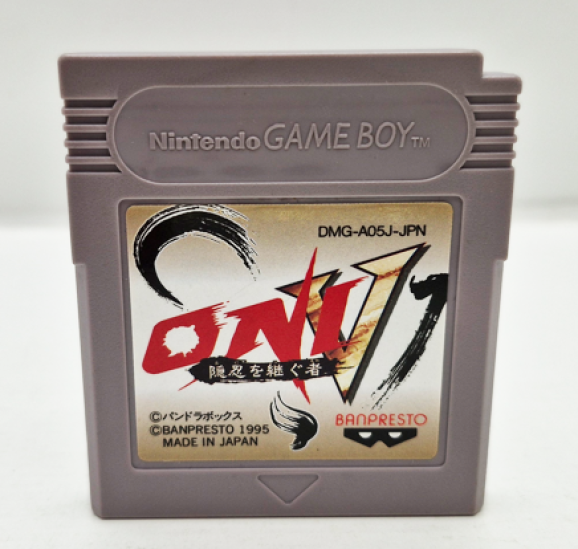 Nintendo GAME BOY™
DMG-A05J-JPN
ONI V
隠忍を継ぐ者
©パンドラボックス
©BANPRESTO 1995
MADE IN JAPAN
BANPRESTO